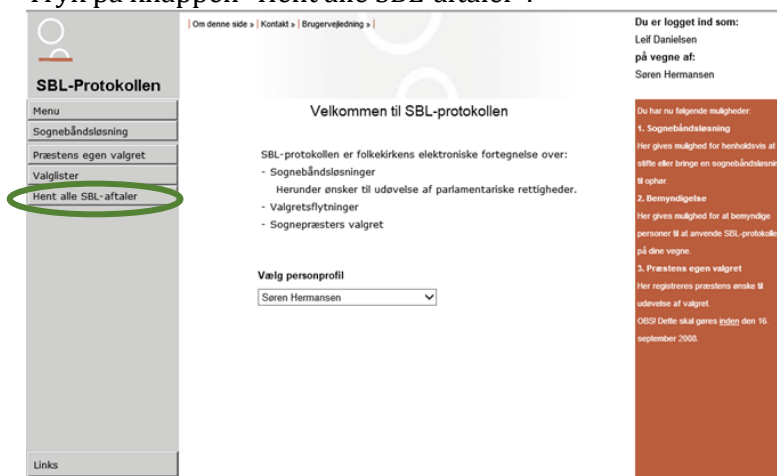 Tryk på knappen "Hent alle SBL-aftaler".
| Om denne side » | Kontakt » | Brugervejledning » |
SBL-Protokollen
Menu
Sognebåndsløsning
Præstens egen valgret
Valglister
Hent alle SBL-aftaler
Links
Velkommen til SBL-protokollen
SBL-protokollen er folkekirkens elektroniske fortegnelse over:
- Sognebåndsløsninger
Herunder ønsker til udøvelse af parlamentariske rettigheder.
- Valgretsflytninger
- Sognepræsters valgret
Vælg personprofil
Søren Hermansen
Du er logget ind som:
Leif Danielsen
på vegne af:
Søren Hermansen
Du har nu følgende muligheder:
1. Sognebåndsløsning
Her gives mulighed for henholdsvis at
stifte eller bringe en sognebåndsløsnin
til ophør.
2. Bemyndigelse
Her gives mulighed for at bemyndige
personer til at anvende SBL-protokolle
på dine vegne.
3. Præstens egen valgret
Her registreres præstens ønske til
udøvelse af valgret.
OBS! Dette skal gøres inden den 16.
september 2008.